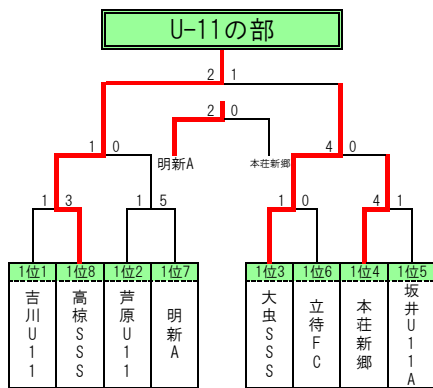 U-11の部
2 1
2 0
明新A 本荘新郷
1 0 4 0
1 3 1 5 1 0 4 1
1位1 1位8 1位2 1位7 1位3 1位6 1位4 1位5
吉川U11
高椋SSS
芦原U11
明新A
大虫SSS
立待FC
本荘新郷
坂井U11A